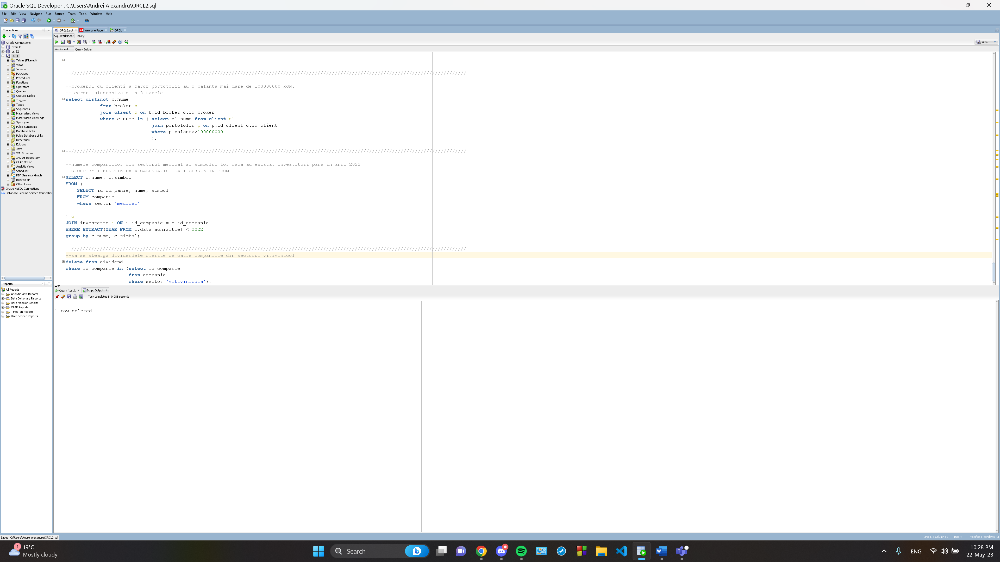 Oracle SQL Developer : C:\Users\Andrei Alexandru\ORCL2.sql
File Edit View Navigate Run Source Team Tools Window Help
Connections
Oracle Connections
exam48
gr132
ORCL
Tables (Filtered)
Views
Indexes
Packages
Procedures
Functions
Operators
Queues
Queues Tables
Triggers
Types
Sequences
Materialized Views
Materialized View Logs
Synonyms
Public Synonyms
Database Links
Public Database Links
Directories
Editions
Java
XML Schemas
XML DB Repository
OLAP Option
Analytic Views
Scheduler
RDF Semantic Graph
Recycle Bin
Other Users
Oracle NoSQL Connections
Database Schema Service Connection
Reports
All Reports
Analytic View Reports
Data Dictionary Reports
Data Modeler Reports
OLAP Reports
TimesTen Reports
User Defined Reports
ORCL2.sql Welcome Page ORCL
SQL Worksheet History
ORCL
Worksheet Query Builder
------------------------------
--//////////////////////////////////////////////////////////////////////////////////////////////////////////////////////////////////////////
--brokerul cu clienti a caror portofolii au o balanta mai mare de 100000000 RON.
-- cereri sincronizate in 3 tabele
select distinct b.nume
from broker b
join client c on b.id_broker=c.id_broker
where c.nume in ( select c1.nume from client c1
join portofoliu p on p.id_client=c.id_client
where p.balanta>100000000
);
--//////////////////////////////////////////////////////////////////////////////////////////////////////////////////////////////////////////
--numele companiilor din sectorul medical si simbolul lor daca au existat investitori pana in anul 2022
--GROUP BY + FUNCTIE DATA CALENDARISTICA + CERERE IN FROM
SELECT c.nume, c.simbol
FROM (
SELECT id_companie, nume, simbol
FROM companie
where sector='medical'
) c
JOIN investeste i ON i.id_companie = c.id_companie
WHERE EXTRACT(YEAR FROM i.data_achizitie) < 2022
group by c.nume, c.simbol;
--//////////////////////////////////////////////////////////////////////////////////////////////////////////////////////////////////////////
--sa se stearga dividendele oferite de catre companiile din sectorul vitivinicol
delete from dividend
where id_companie in (select id_companie
from companie
where sector='vitivinicola');
Query Result x Script Output x
Task completed in 0.085 seconds
1 row deleted.
Saved: C:\Users\Andrei Alexandru\ORCL2.sql
Line 418 Column 81 Insert Modified Windows: Cl
1
19°C
Mostly cloudy
Search
ENG
10:28 PM
22-May-23